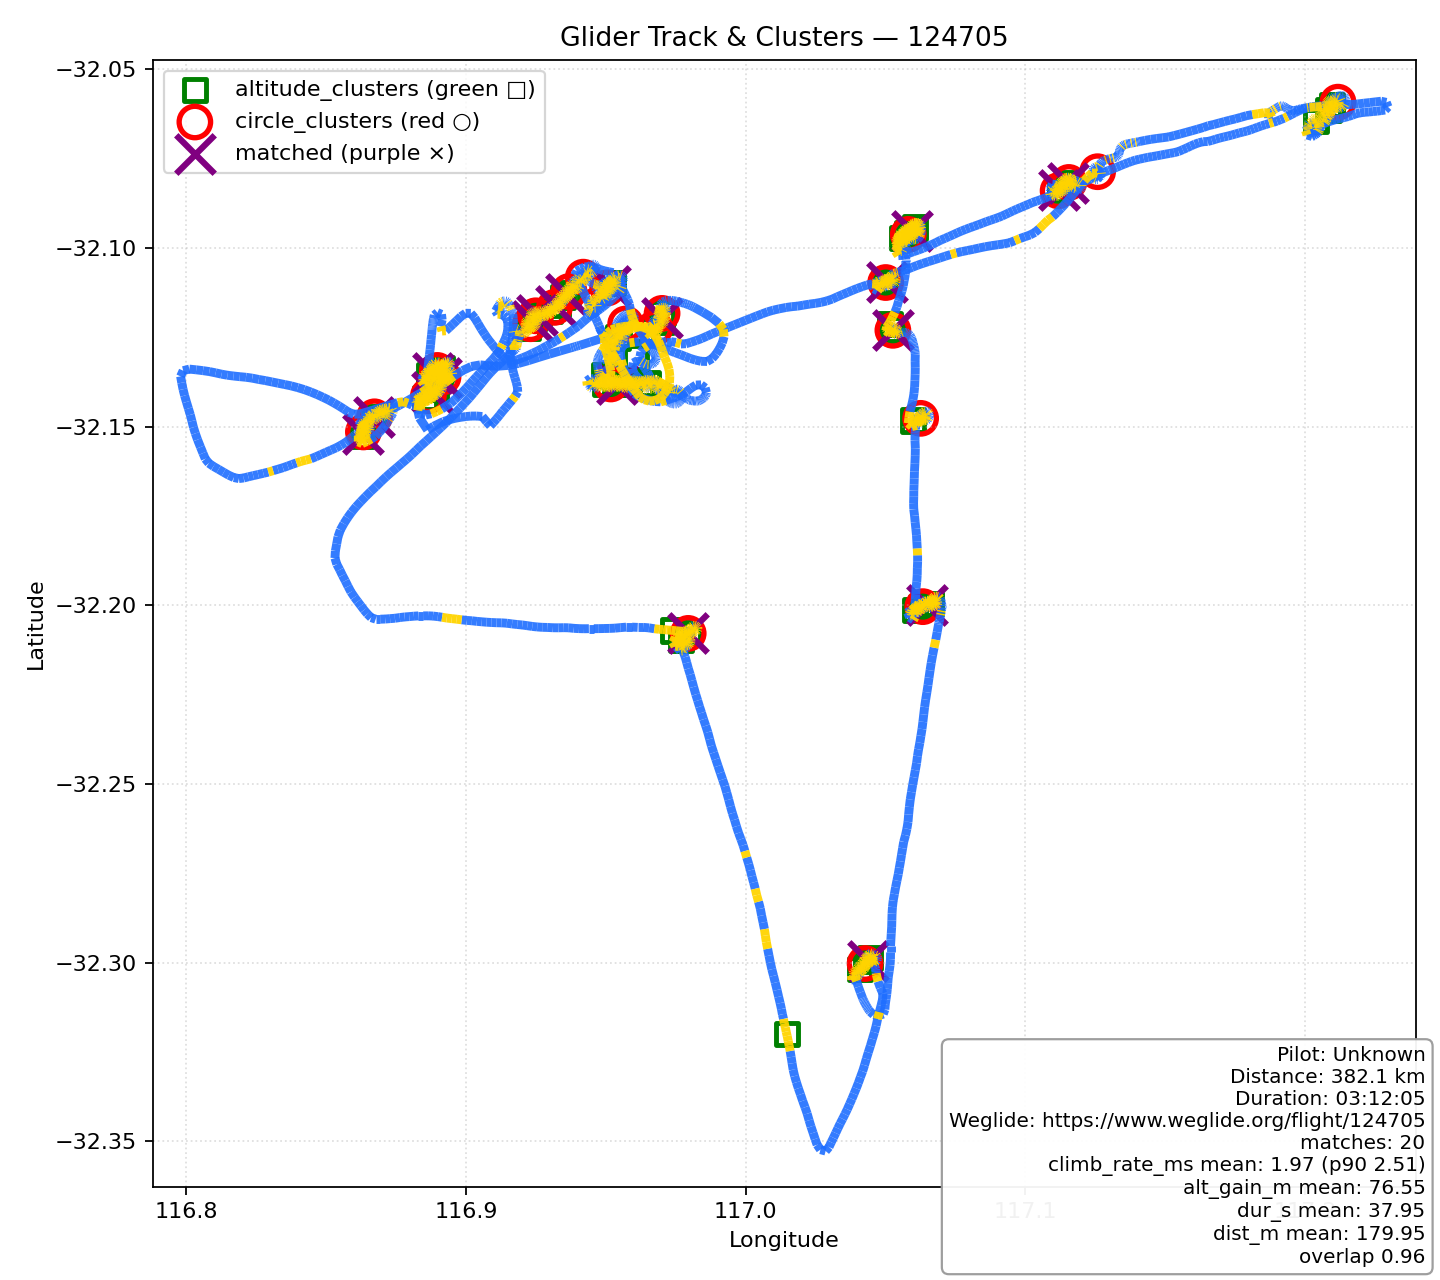 Glider Track & Clusters — 124705
altitude_clusters (green □)
circle_clusters (red ○)
matched (purple ×)
Latitude
−32.05
−32.10
−32.15
−32.20
−32.25
−32.30
−32.35
116.8
116.9
117.0
117.1
Longitude
Pilot: Unknown
Distance: 382.1 km
Duration: 03:12:05
Weglide: https://www.weglide.org/flight/124705
matches: 20
climb_rate_ms mean: 1.97 (p90 2.51)
alt_gain_m mean: 76.55
dur_s mean: 37.95
dist_m mean: 179.95
overlap 0.96